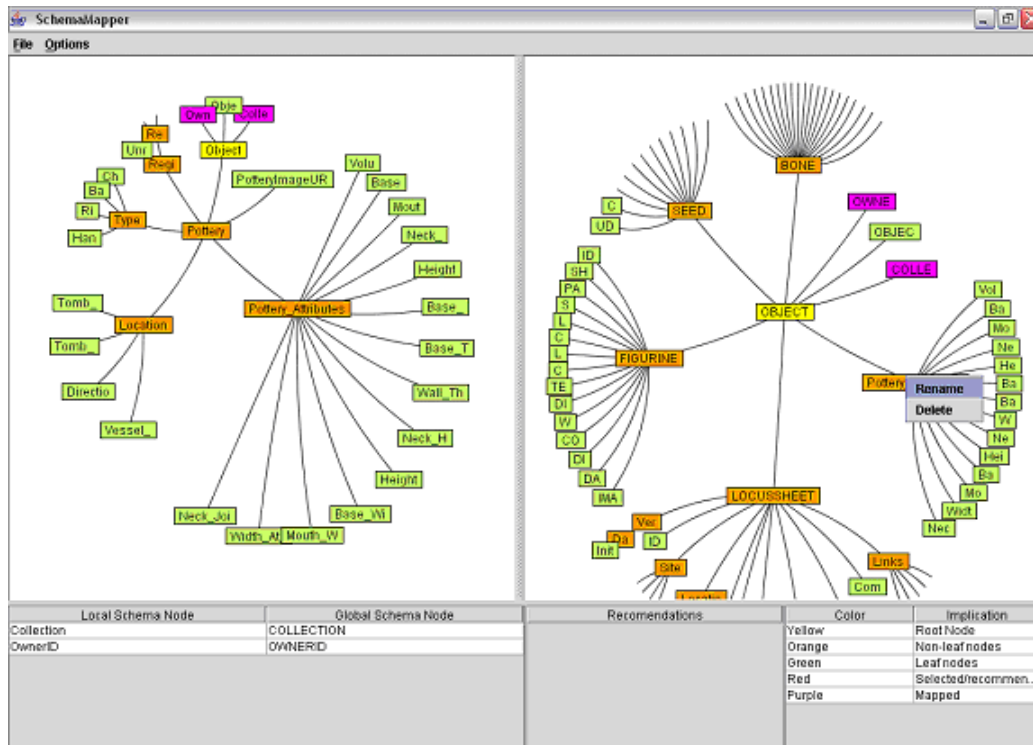 SchemaMapper
File Options
Obje
Own
Colle
Re
Unr
Regi
Object
Ch
Ba
Ri
Han
Type
Pottery
PotteryImageUR
Volu
Base
Mout
Neck_
Height
Base_
Base_T
Wall_Th
Neck_H
Height
Base_Wi
Mouth_W
Width_At
Neck_Joi
Pottery_Attributes
Location
Tomb_
Tomb_
Directio
Vessel_
BONE
SEED
C
UD
OWNE
OBJEC
COLLE
OBJECT
FIGURINE
ID
SH
PA
S
L
C
L
C
TE
DI
W
CO
DI
DA
IMA
Pottery
Rename
Delete
Vol
Ba
Mo
Ne
He
Ba
Ba
W
Ne
Hei
Ba
Mo
Widt
Nec
LOCUSSHEET
Ver
Da
Init
ID
Site
Links
Com
Local Schema Node Global Schema Node Recomendations Color Implication
Collection COLLECTION Yellow Root Node
OwnerID OWNERID Orange Non-leaf nodes
Green Leaf nodes
Red Selected/recommen...
Purple Mapped